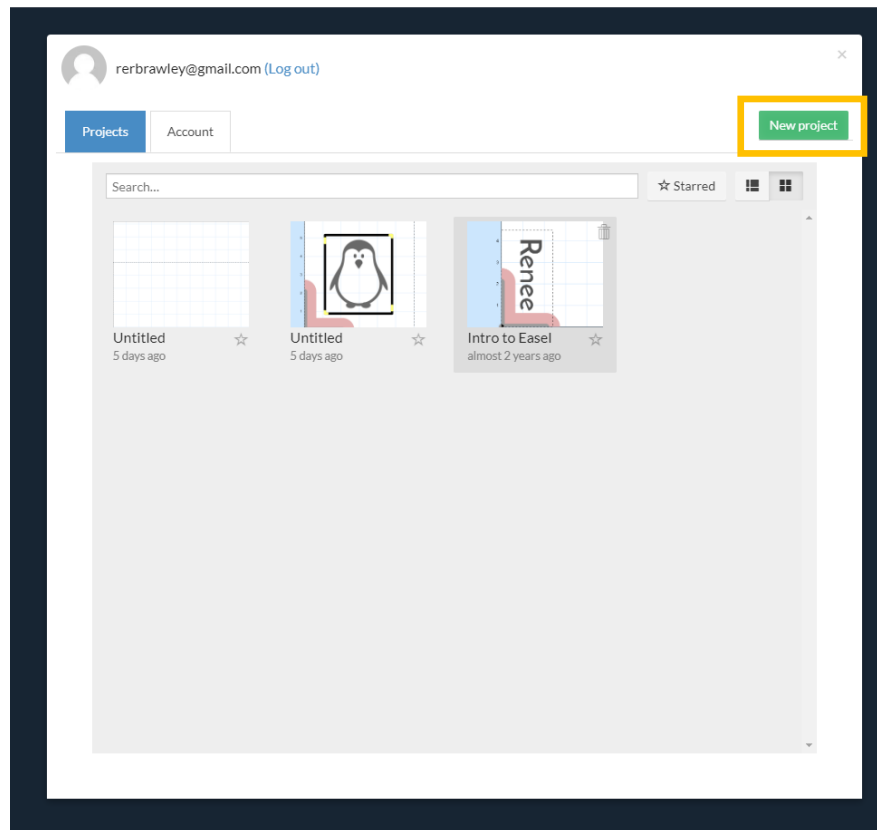 rerbrawley@gmail.com (Log out)
×
Projects
Account
New project
Search...
☆ Starred
Renee
Untitled
5 days ago
Untitled
5 days ago
Intro to Easel
almost 2 years ago